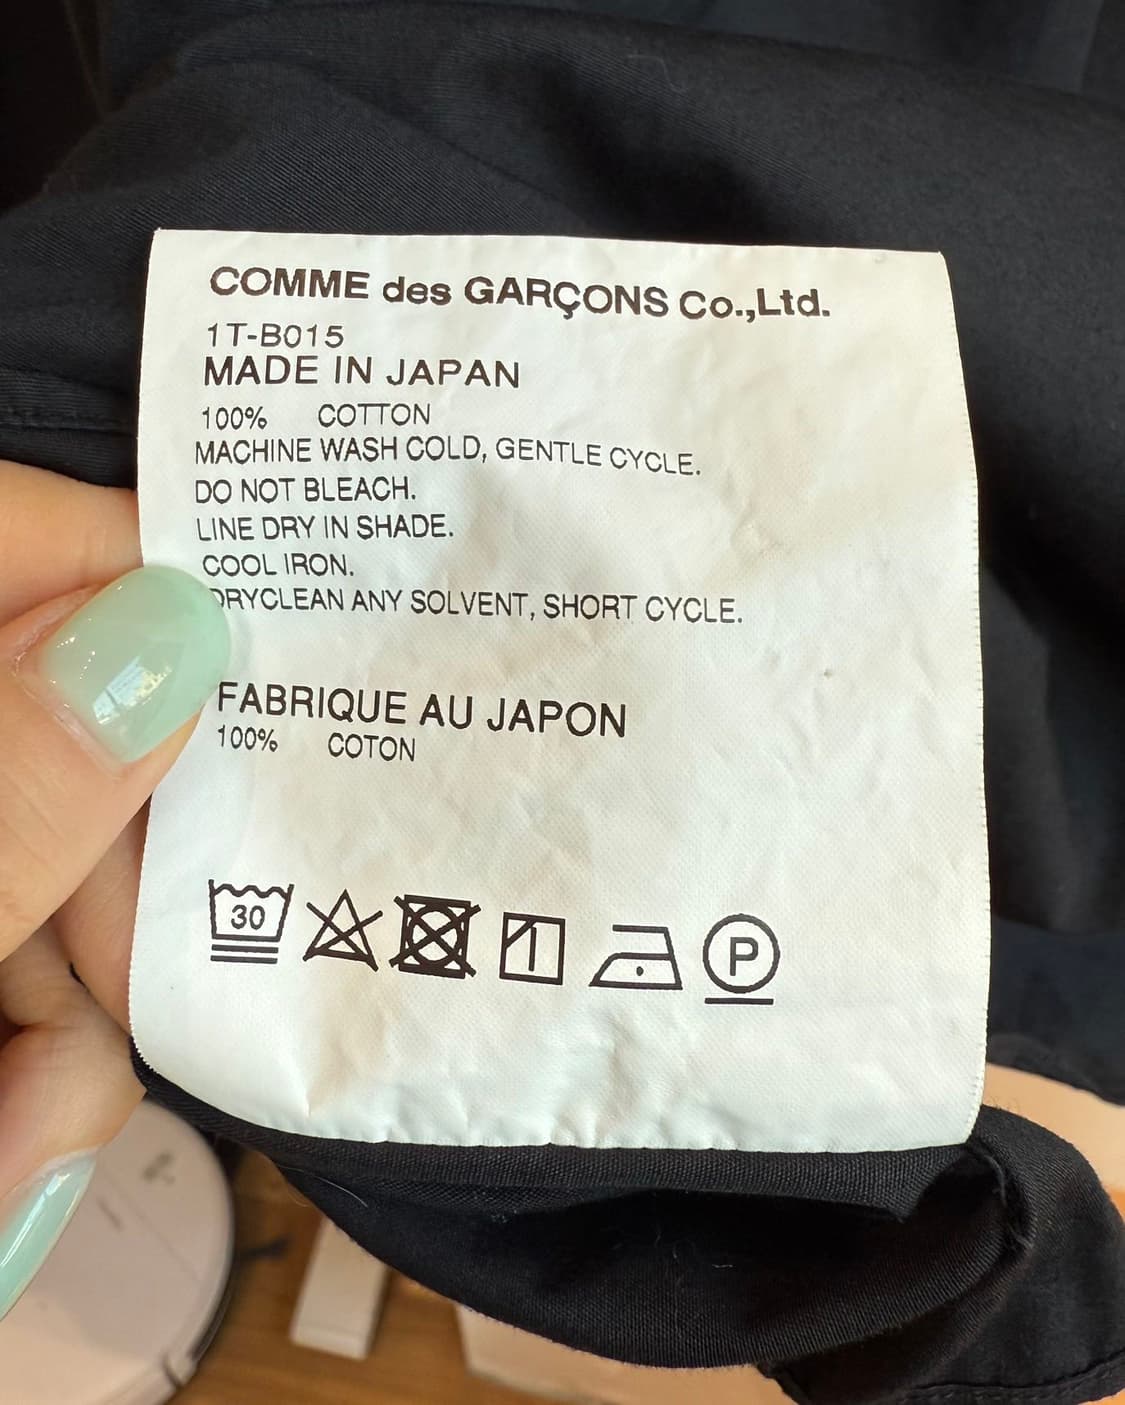 COMME des GARÇONS Co.,Ltd.
1T-B015
MADE IN JAPAN
100% COTTON
MACHINE WASH COLD, GENTLE CYCLE.
DO NOT BLEACH.
LINE DRY IN SHADE.
COOL IRON.
DRYCLEAN ANY SOLVENT, SHORT CYCLE.
FABRIQUE AU JAPON
100% COTON
30 P